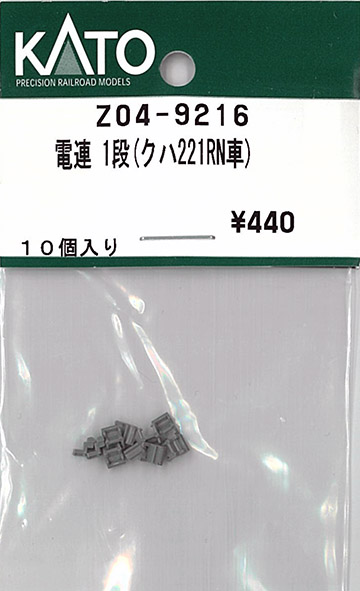 KATO
PRECISION RAILROAD MODELS
Z04-9216
電連 1段(クハ221RN車)
¥440
10個入り